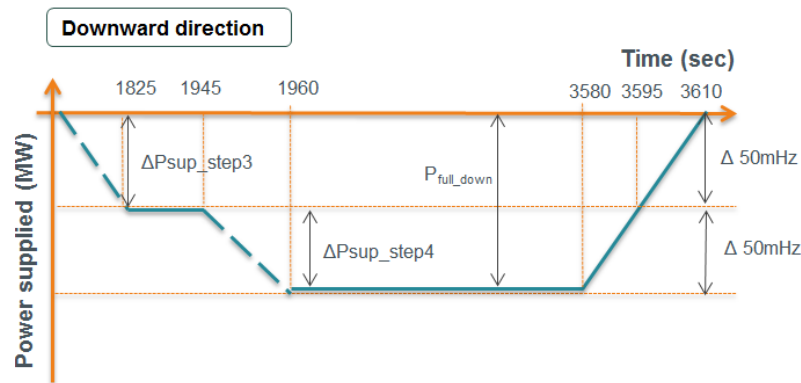 Downward direction
Time (sec)
1825 1945 1960 3580 3595 3610
ΔPsup_step3
Pfull_down
Δ 50mHz
ΔPsup_step4
Δ 50mHz
Power supplied (MW)